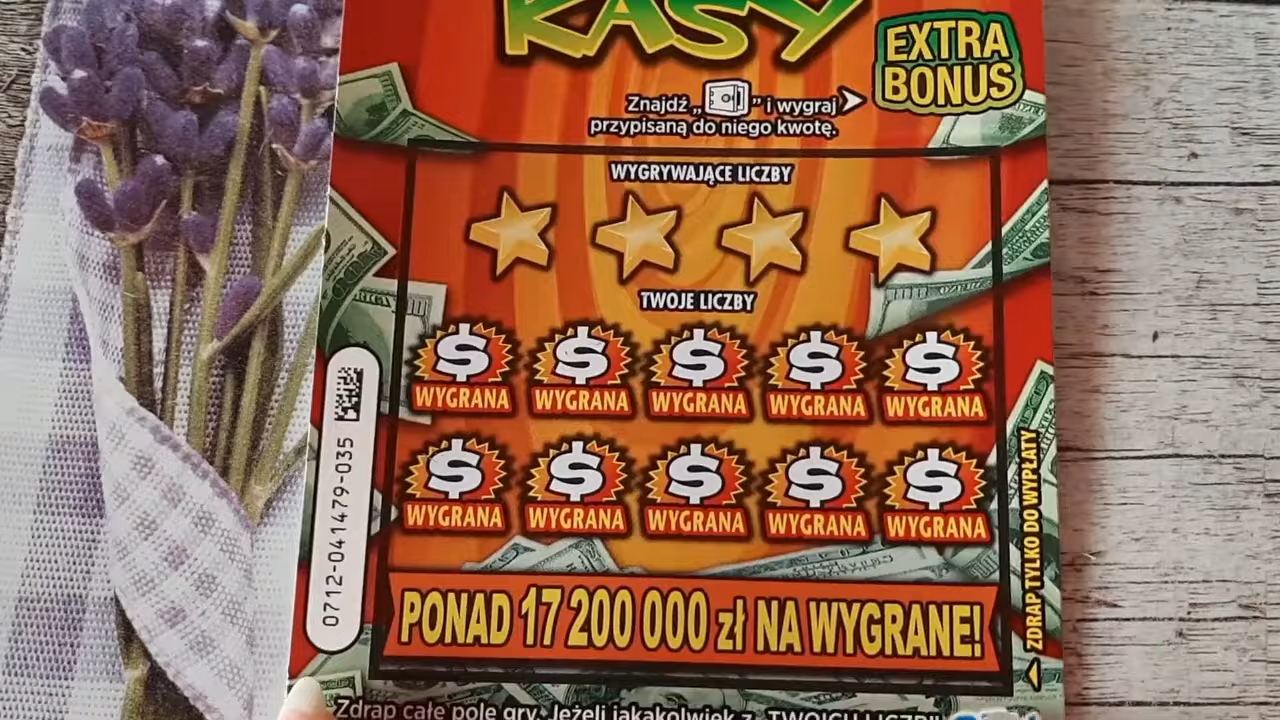 KASY
EXTRA
BONUS
Znajdź „ ” i wygraj
przypisaną do niego kwotę.
WYGRYWAJĄCE LICZBY
TWOJE LICZBY
$ $ $ $ $
WYGRANA WYGRANA WYGRANA WYGRANA WYGRANA
$ $ $ $ $
WYGRANA WYGRANA WYGRANA WYGRANA WYGRANA
0712-041479-035
ZDRAP TYLKO DO WYPŁATY
PONAD 17 200 000 zł NA WYGRANE!
Zdrap całe pole gry. Jeżeli jakakolwiek z „TWOICH LICZB”